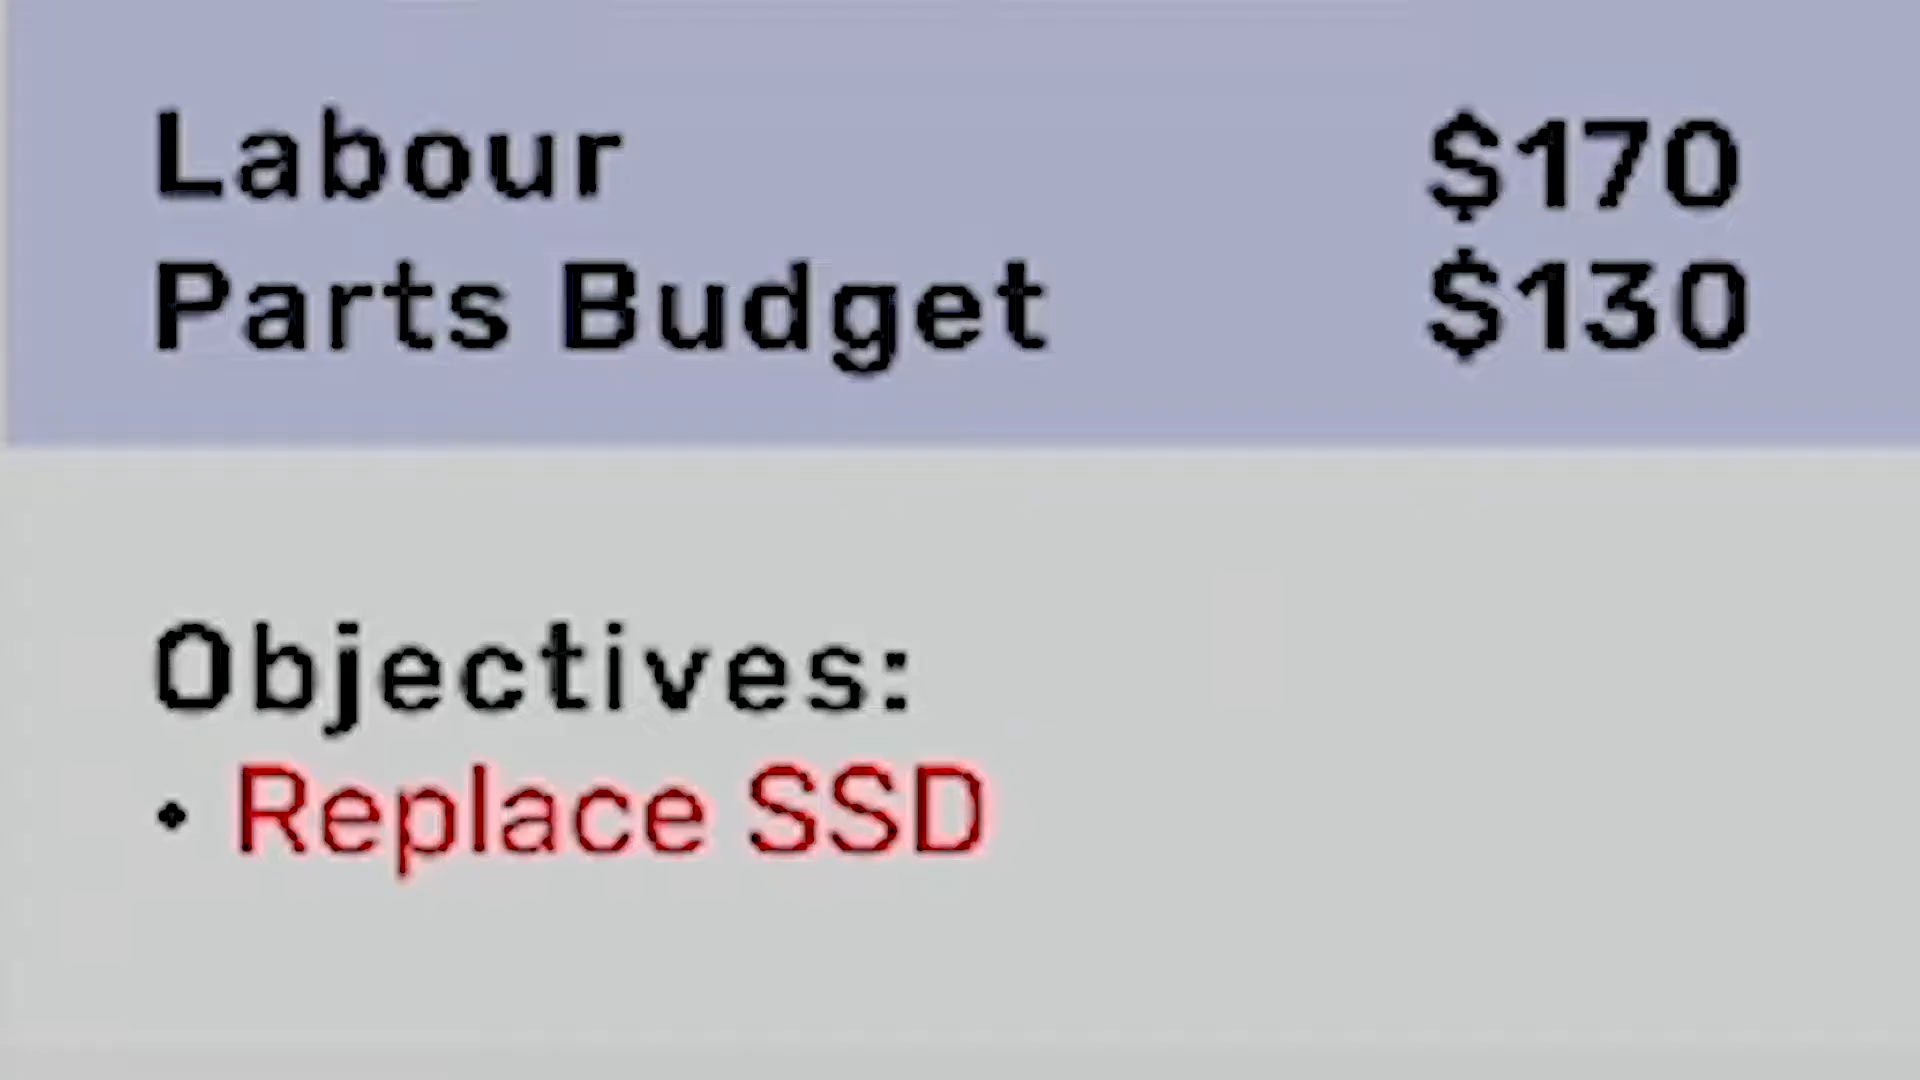 Labour $170
Parts Budget $130
Objectives:
• Replace SSD